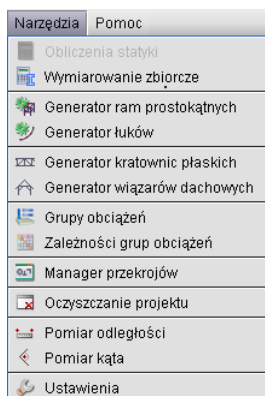 Narzędzia Pomoc
Obliczenia statyki
Wymiarowanie zbiorcze
Generator ram prostokątnych
Generator łuków
Generator kratownic płaskich
Generator wiązarów dachowych
Grupy obciążeń
Zależności grup obciążeń
Manager przekrojów
Oczyszczanie projektu
Pomiar odległości
Pomiar kąta
Ustawienia